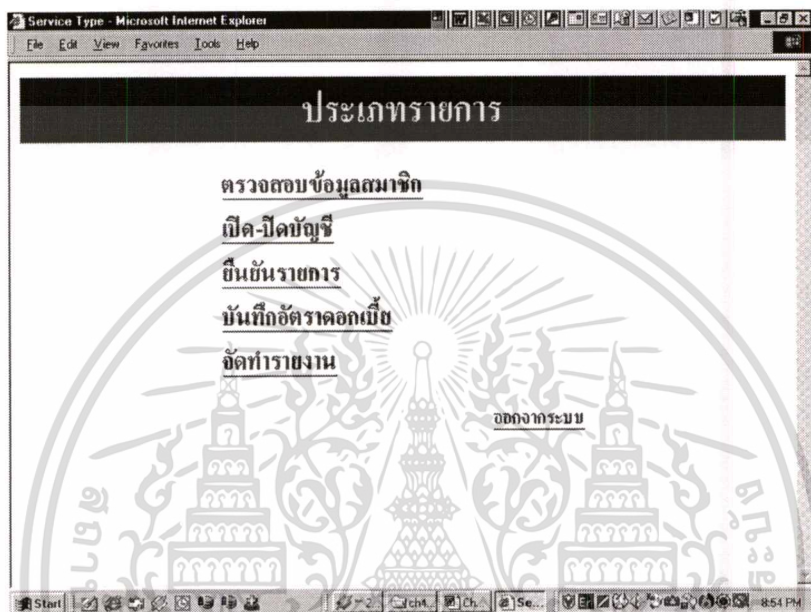 Service Type - Microsoft Internet Explorer
File Edit View Favorites Tools Help
ประเภทรายการ
ตรวจสอบข้อมูลสมาชิก
เปิด-ปิดบัญชี
ยืนยันรายการ
บันทึกอัตราดอกเบี้ย
จัดทำรายงาน
ออกจากระบบ
Start ch4 Ch. Se... 8:54 PM